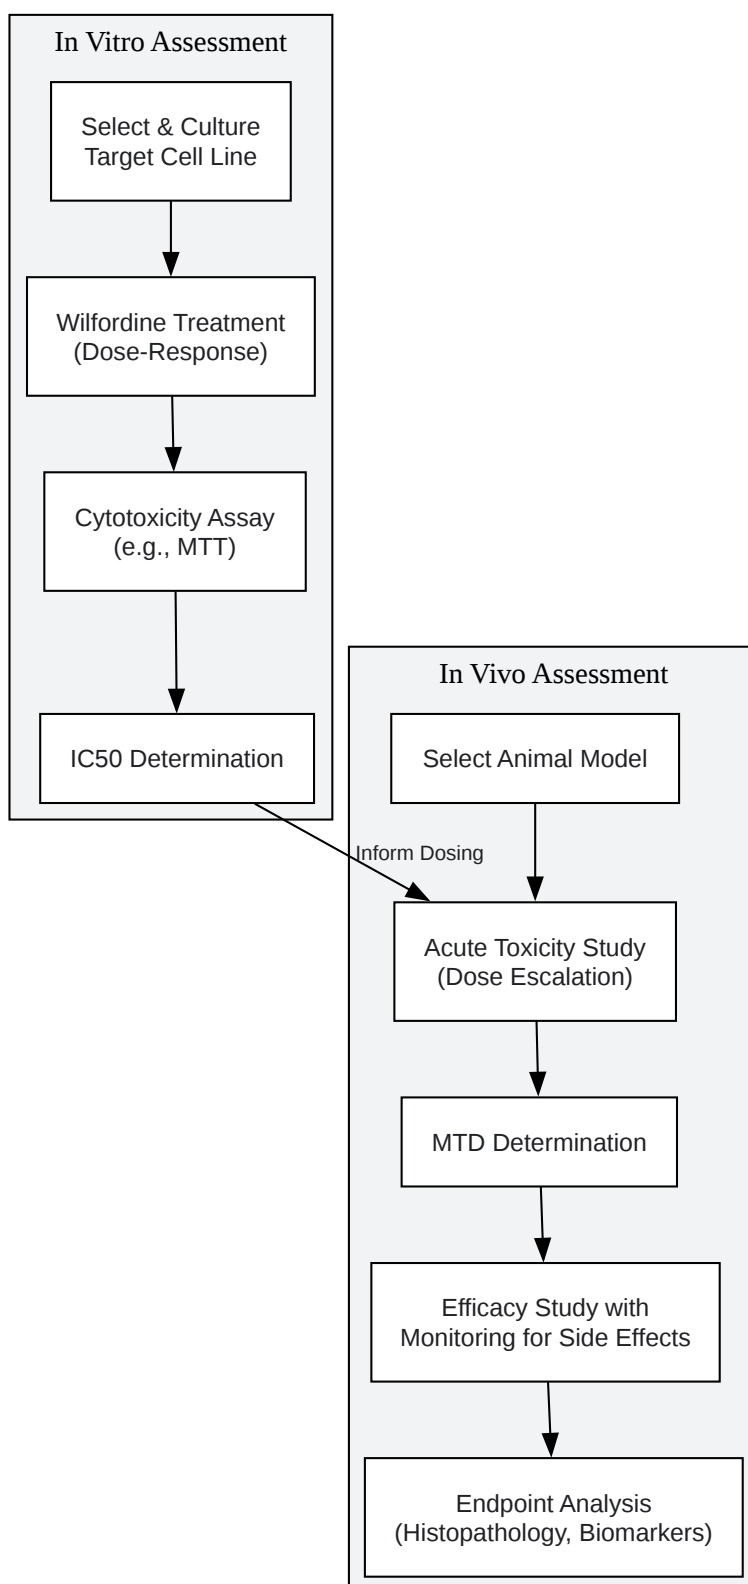 In Vitro Assessment
Select & Culture
Target Cell Line
Wilfordine Treatment
(Dose-Response)
Cytotoxicity Assay
(e.g., MTT)
IC50 Determination
In Vivo Assessment
Select Animal Model
Inform Dosing
Acute Toxicity Study
(Dose Escalation)
MTD Determination
Efficacy Study with
Monitoring for Side Effects
Endpoint Analysis
(Histopathology, Biomarkers)